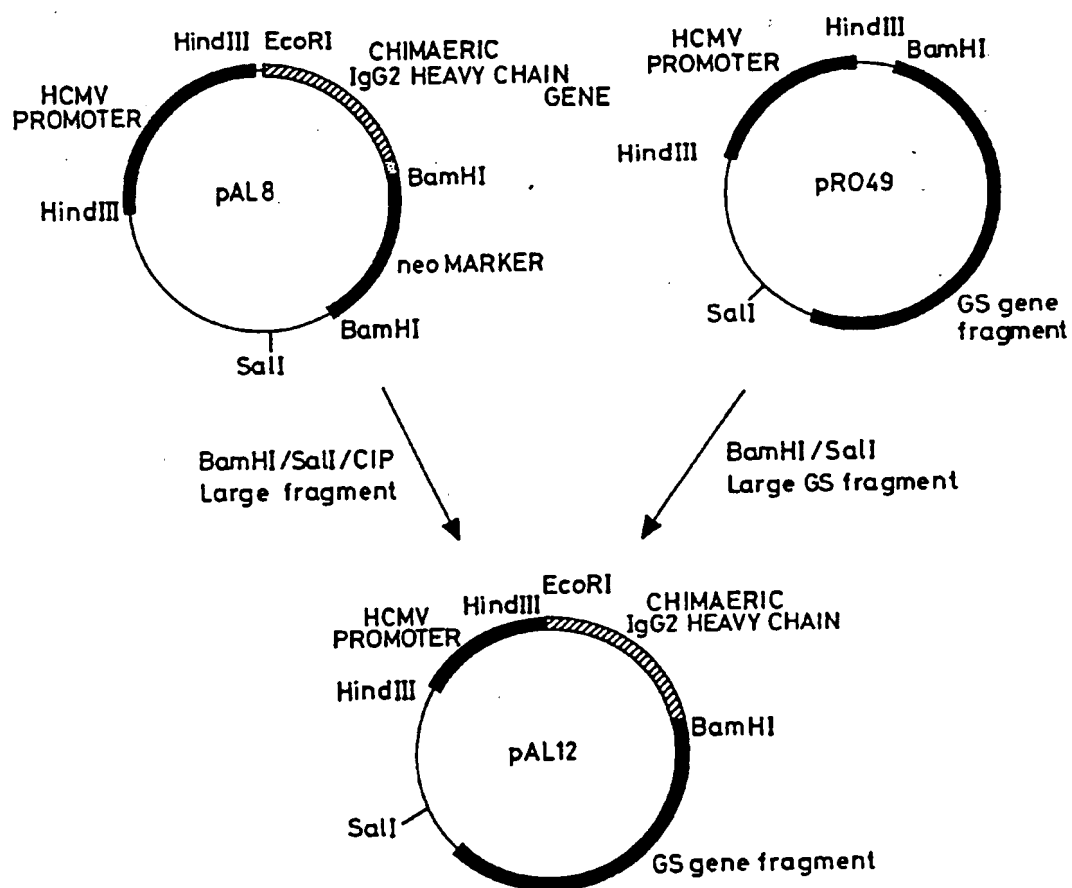 HindIII EcoRI
CHIMAERIC
IgG2 HEAVY CHAIN
GENE
HCMV
PROMOTER
HindIII
pAL8
BamHI
neo MARKER
BamHI
SalI
HCMV
PROMOTER
HindIII
BamHI
HindIII
pRO49
SalI
GS gene
fragment
BamHI/SalI/CIP
Large fragment
BamHI/SalI
Large GS fragment
HCMV
PROMOTER
HindIII
EcoRI
CHIMAERIC
IgG2 HEAVY CHAIN
HindIII
BamHI
pAL12
SalI
GS gene fragment